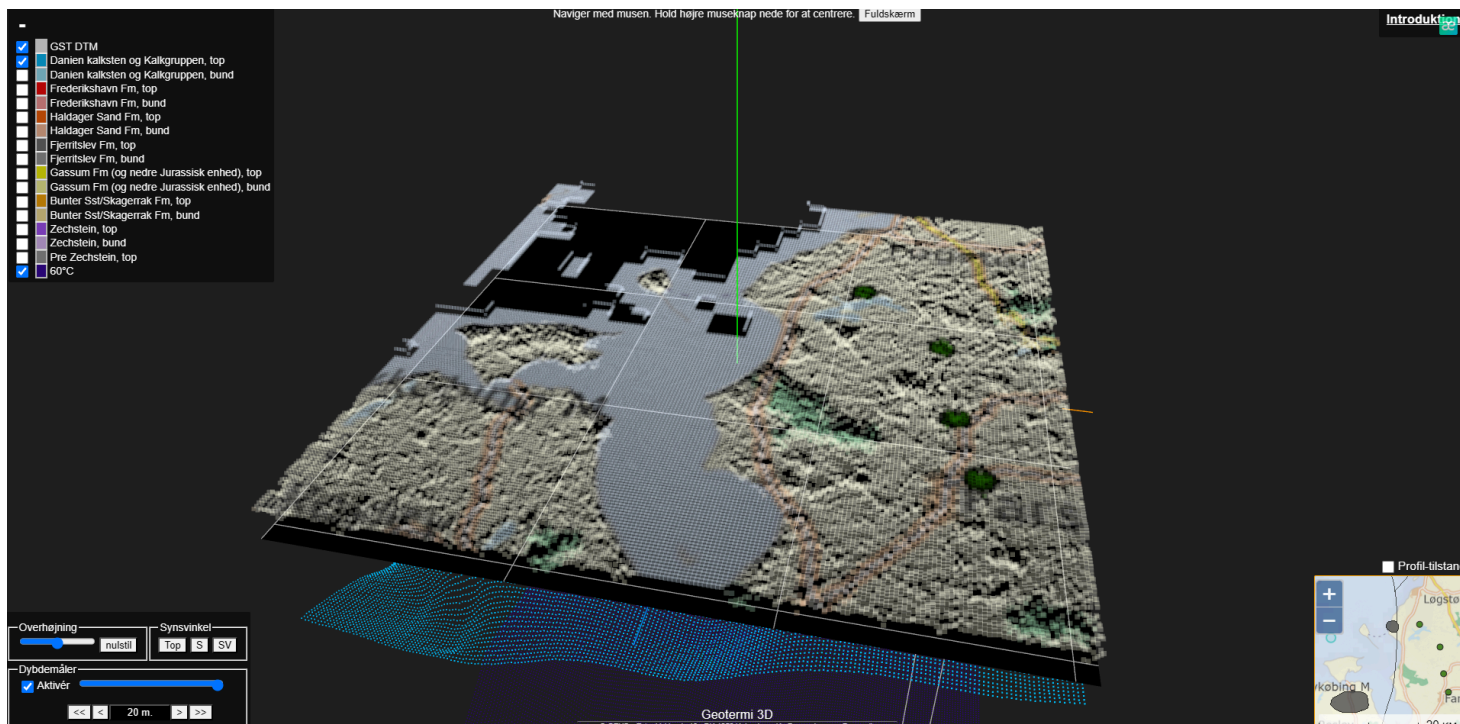 Naviger med musen. Hold højre museknap nede for at centrere. Fuldskærm
Introduktion
æ
-
GST DTM
Danien kalksten og Kalkgruppen, top
Danien kalksten og Kalkgruppen, bund
Frederikshavn Fm, top
Frederikshavn Fm, bund
Haldager Sand Fm, top
Haldager Sand Fm, bund
Fjerritslev Fm, top
Fjerritslev Fm, bund
Gassum Fm (og nedre Jurassisk enhed), top
Gassum Fm (og nedre Jurassisk enhed), bund
Bunter Sst/Skagerrak Fm, top
Bunter Sst/Skagerrak Fm, bund
Zechstein, top
Zechstein, bund
Pre Zechstein, top
60°C
Profil-tilstand
+
−
Løgstø
ykøbing M
Far
20 KM
Overhøjning
nulstil
Synsvinkel
Top S SV
Dybdemåler
Aktivér
<< < 20 m. > >>
Geotermi 3D